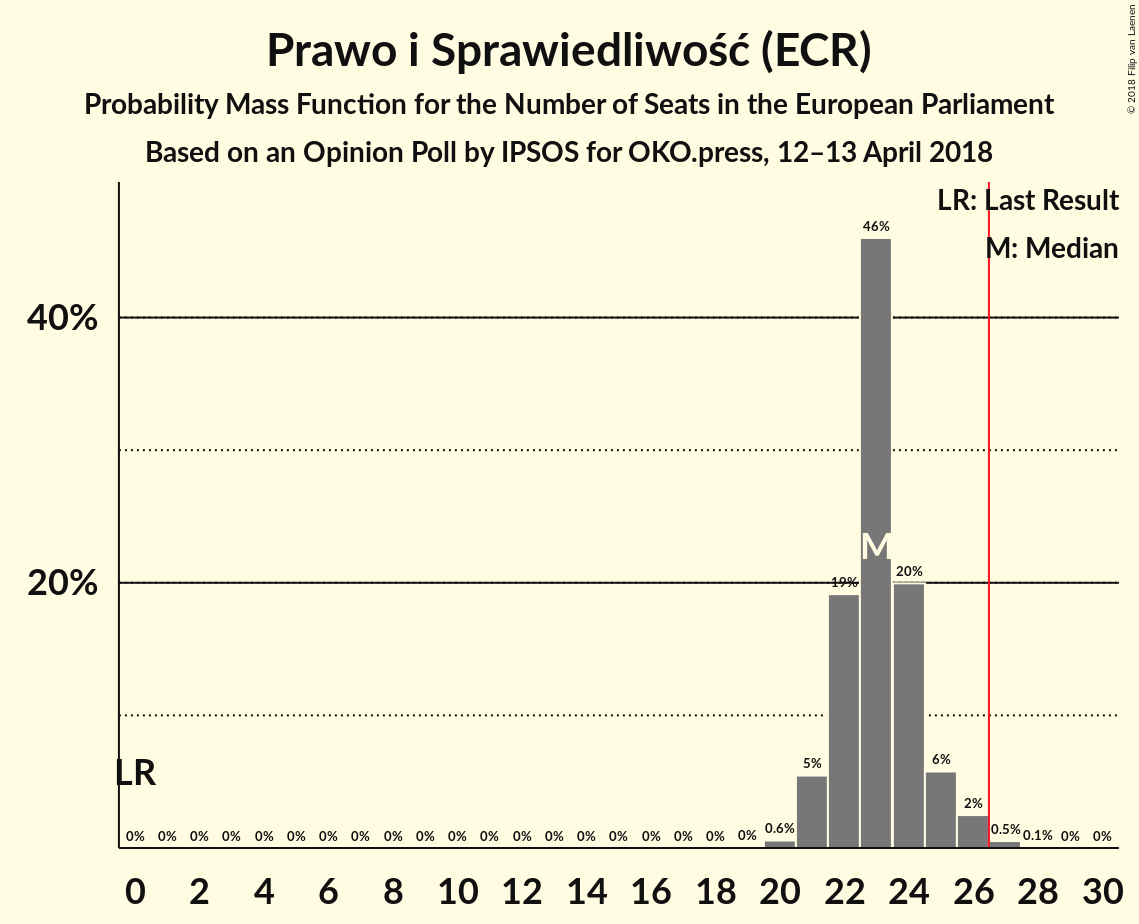 Prawo i Sprawiedliwość (ECR)
Probability Mass Function for the Number of Seats in the European Parliament
Based on an Opinion Poll by IPSOS for OKO.press, 12–13 April 2018
© 2018 Filip van Laenen
LR: Last Result
M: Median
46%
40%
M
20%
19%
20%
5%
6%
LR
2%
0% 0% 0% 0% 0% 0% 0% 0% 0% 0% 0% 0% 0% 0% 0% 0% 0% 0% 0% 0% 0.6% 0.5% 0.1% 0% 0%
0 2 4 6 8 10 12 14 16 18 20 22 24 26 28 30